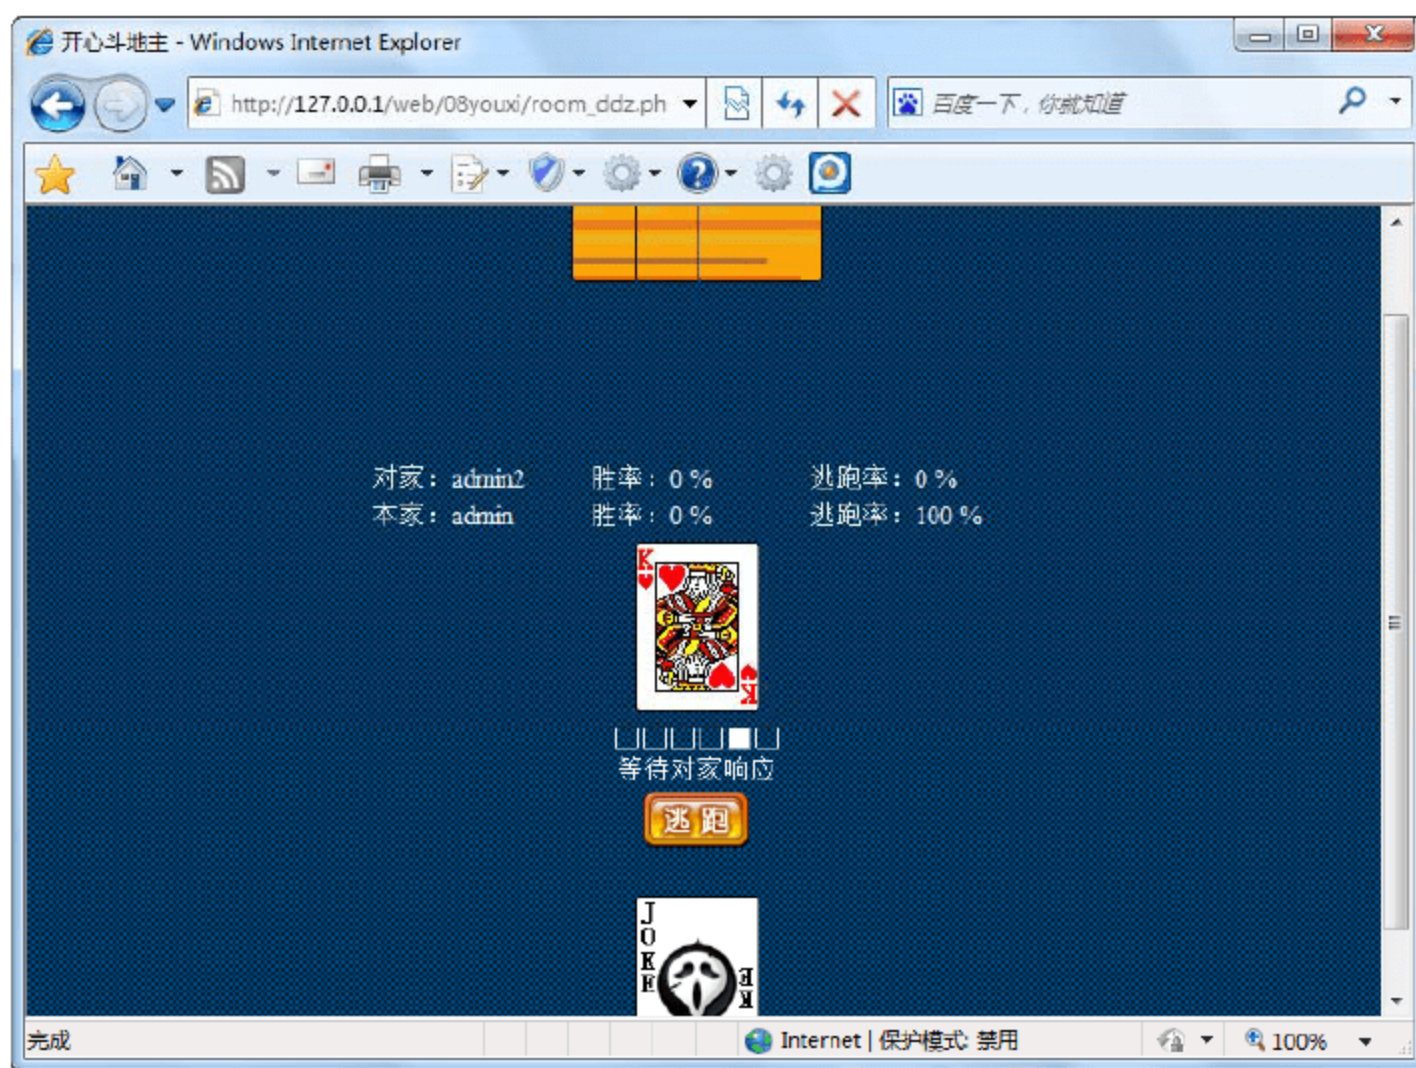 开心斗地主 - Windows Internet Explorer
http://127.0.0.1/web/08youxi/room_ddz.ph
百度一下，你就知道
对家：admin2 胜率：0 % 逃跑率：0 %
本家：admin 胜率：0 % 逃跑率：100 %
K
K
等待对家响应
逃跑
JOKE
完成
Internet | 保护模式: 禁用
100%